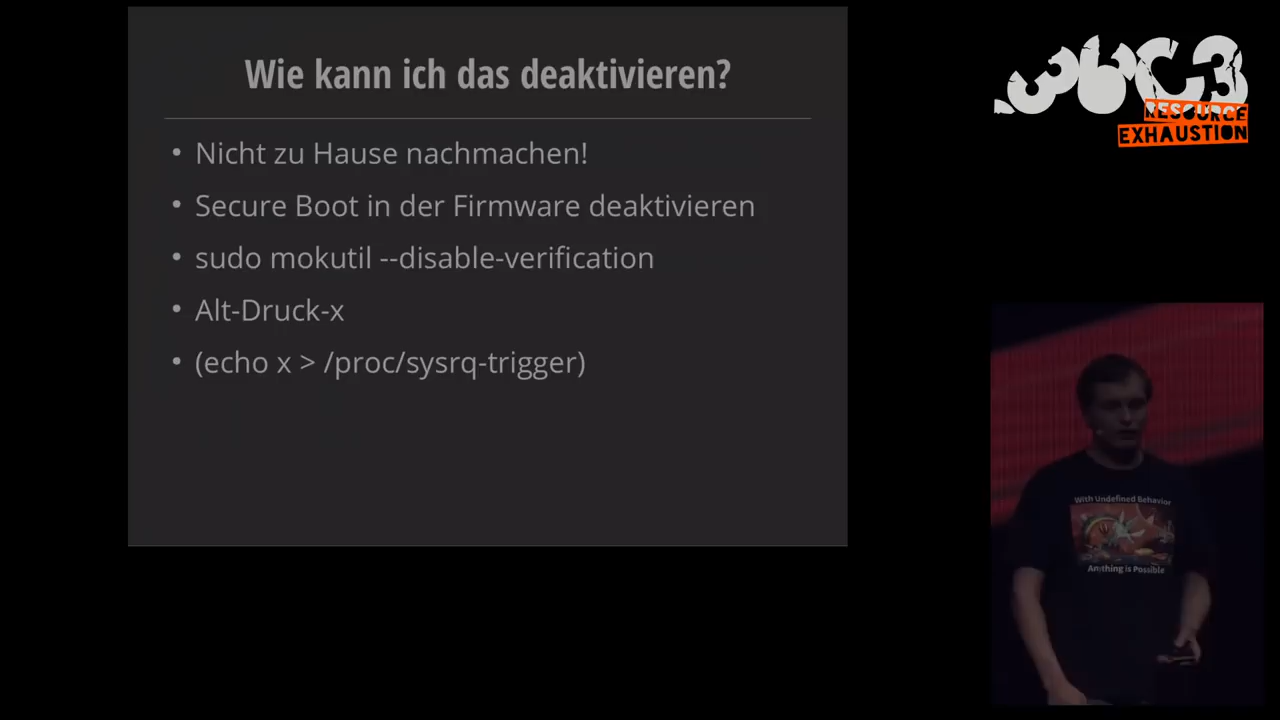 Wie kann ich das deaktivieren?
• Nicht zu Hause nachmachen!
• Secure Boot in der Firmware deaktivieren
• sudo mokutil --disable-verification
• Alt-Druck-x
• (echo x > /proc/sysrq-trigger)
36C3
RESOURCE
EXHAUSTION
With Undefined Behavior
Anything is Possible